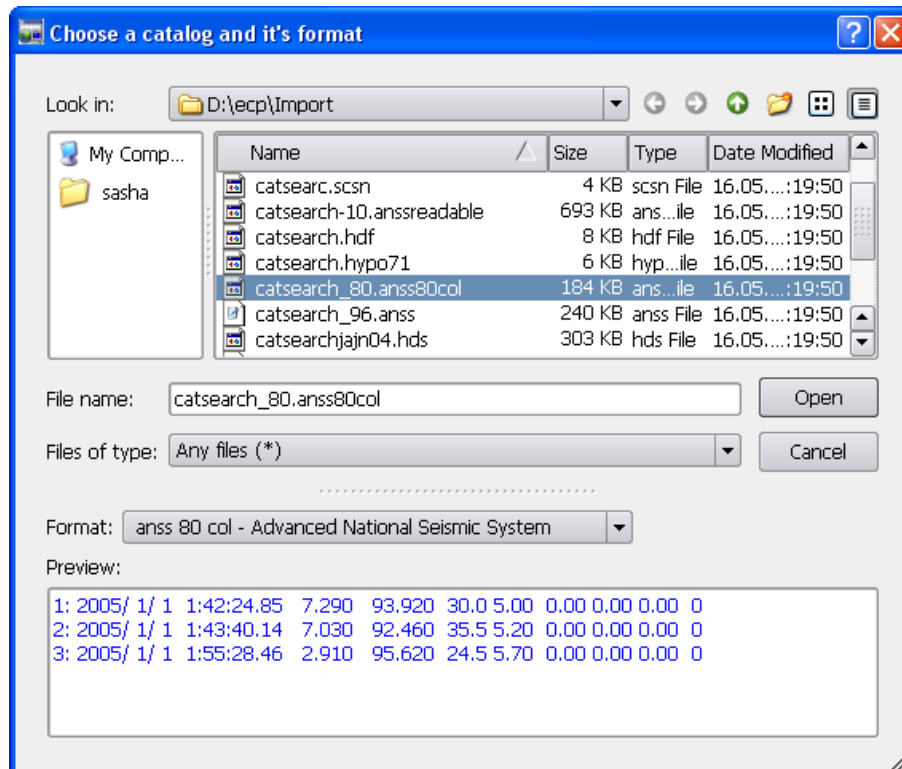 Choose a catalog and it's format
Look in: D:\ecp\Import
My Comp...
sasha
Name Size Type Date Modified
catsearc.scsn 4 KB scsn File 16.05....:19:50
catsearch-10.anssreadable 693 KB ans...ile 16.05....:19:50
catsearch.hdf 8 KB hdf File 16.05....:19:50
catsearch.hypo71 6 KB hyp...ile 16.05....:19:50
catsearch_80.anss80col 184 KB ans...ile 16.05....:19:50
catsearch_96.anss 240 KB anss File 16.05....:19:50
catsearchjajn04.hds 303 KB hds File 16.05....:19:50
File name: catsearch_80.anss80col Open
Files of type: Any files (*) Cancel
Format: anss 80 col - Advanced National Seismic System
Preview:
1: 2005/ 1/ 1 1:42:24.85 7.290 93.920 30.0 5.00 0.00 0.00 0.00 0
2: 2005/ 1/ 1 1:43:40.14 7.030 92.460 35.5 5.20 0.00 0.00 0.00 0
3: 2005/ 1/ 1 1:55:28.46 2.910 95.620 24.5 5.70 0.00 0.00 0.00 0